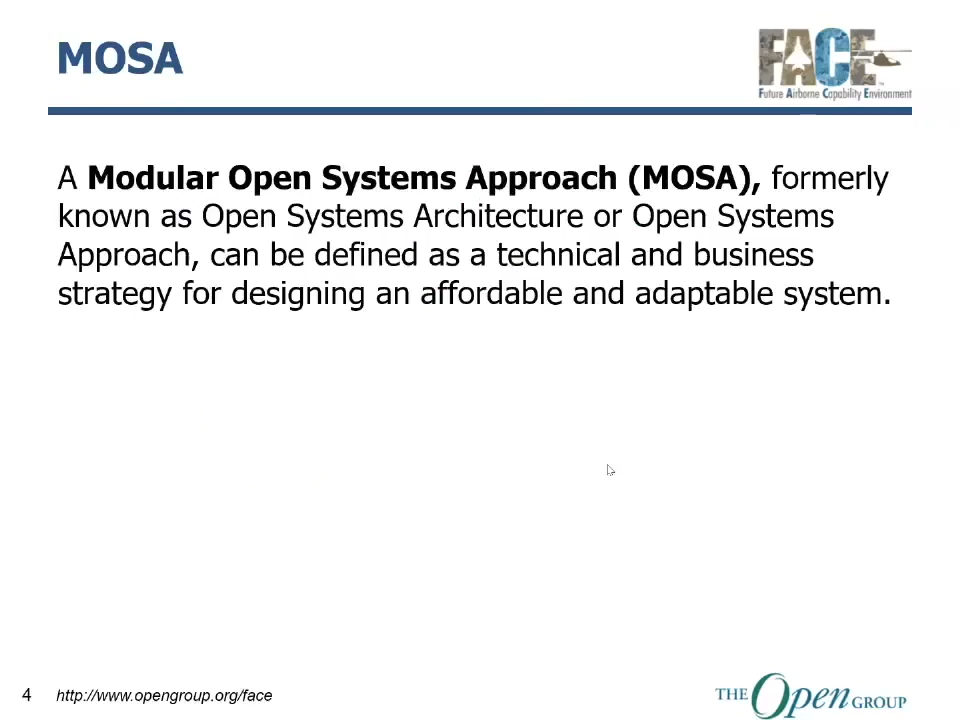 MOSA
FACE
Future Airborne Capability Environment
A Modular Open Systems Approach (MOSA), formerly
known as Open Systems Architecture or Open Systems
Approach, can be defined as a technical and business
strategy for designing an affordable and adaptable system.
4 http://www.opengroup.org/face
THE Open GROUP